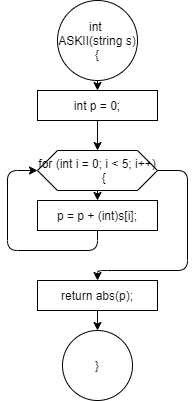 int
ASKII(string s)
{
int p = 0;
for (int i = 0; i < 5; i++)
{
p = p + (int)s[i];
return abs(p);
}